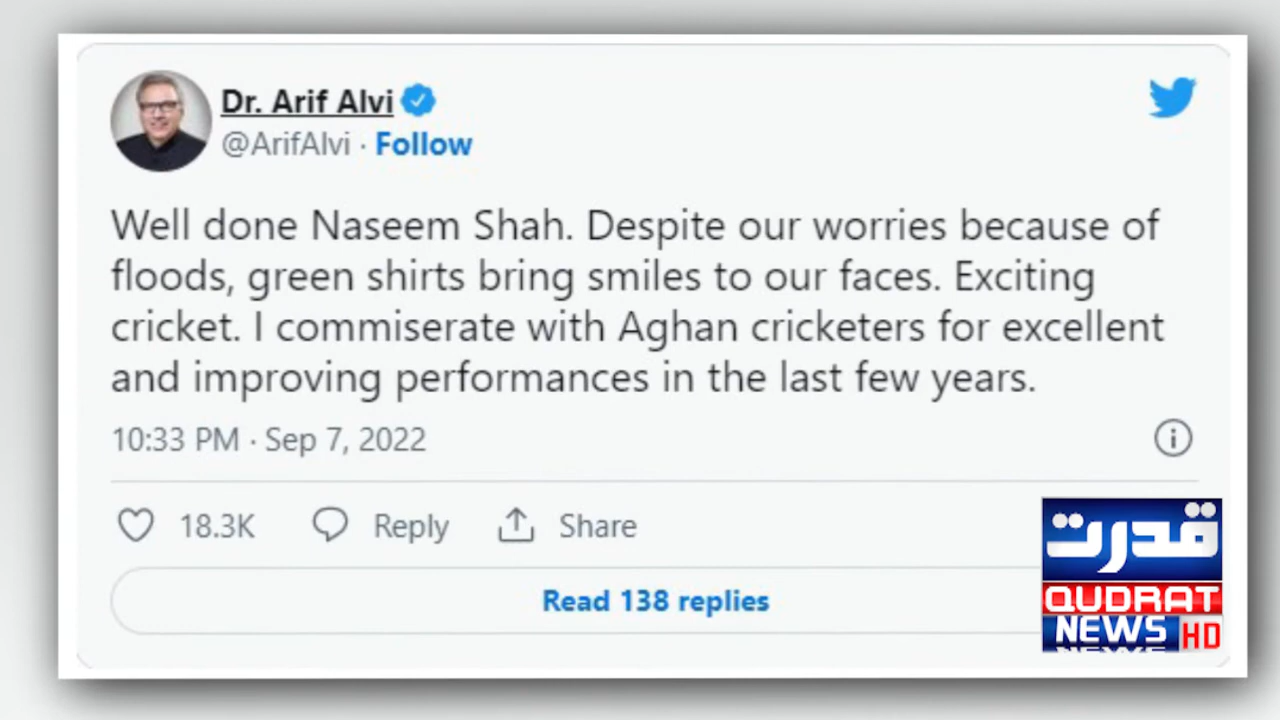 Dr. Arif Alvi
@ArifAlvi · Follow
Well done Naseem Shah. Despite our worries because of
floods, green shirts bring smiles to our faces. Exciting
cricket. I commiserate with Aghan cricketers for excellent
and improving performances in the last few years.
10:33 PM · Sep 7, 2022
18.3K Reply Share
Read 138 replies
قدرت
QUDRAT
NEWS HD